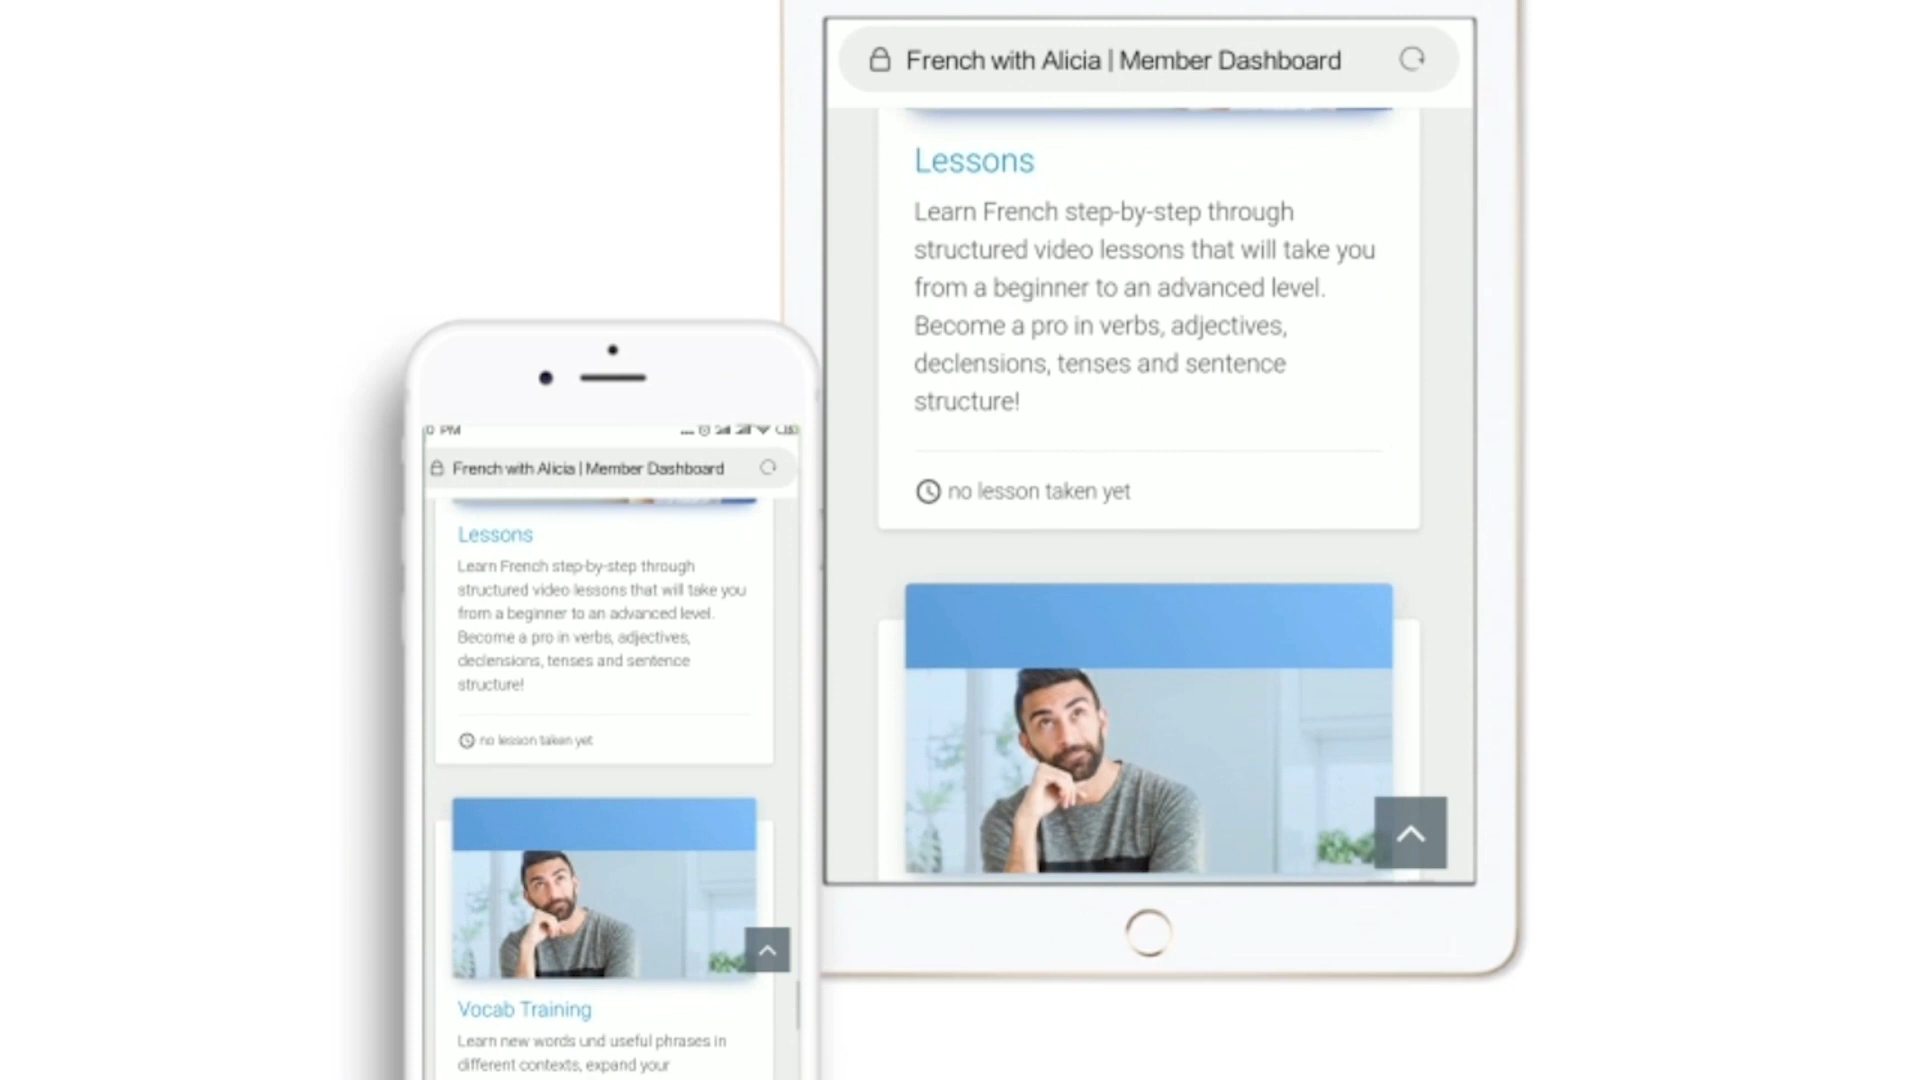 French with Alicia | Member Dashboard
Lessons
Learn French step-by-step through
structured video lessons that will take you
from a beginner to an advanced level.
Become a pro in verbs, adjectives,
declensions, tenses and sentence
structure!
no lesson taken yet
0 PM
French with Alicia | Member Dashboard
Lessons
Learn French step-by-step through
structured video lessons that will take you
from a beginner to an advanced level.
Become a pro in verbs, adjectives,
declensions, tenses and sentence
structure!
no lesson taken yet
Vocab Training
Learn new words und useful phrases in
different contexts, expand your